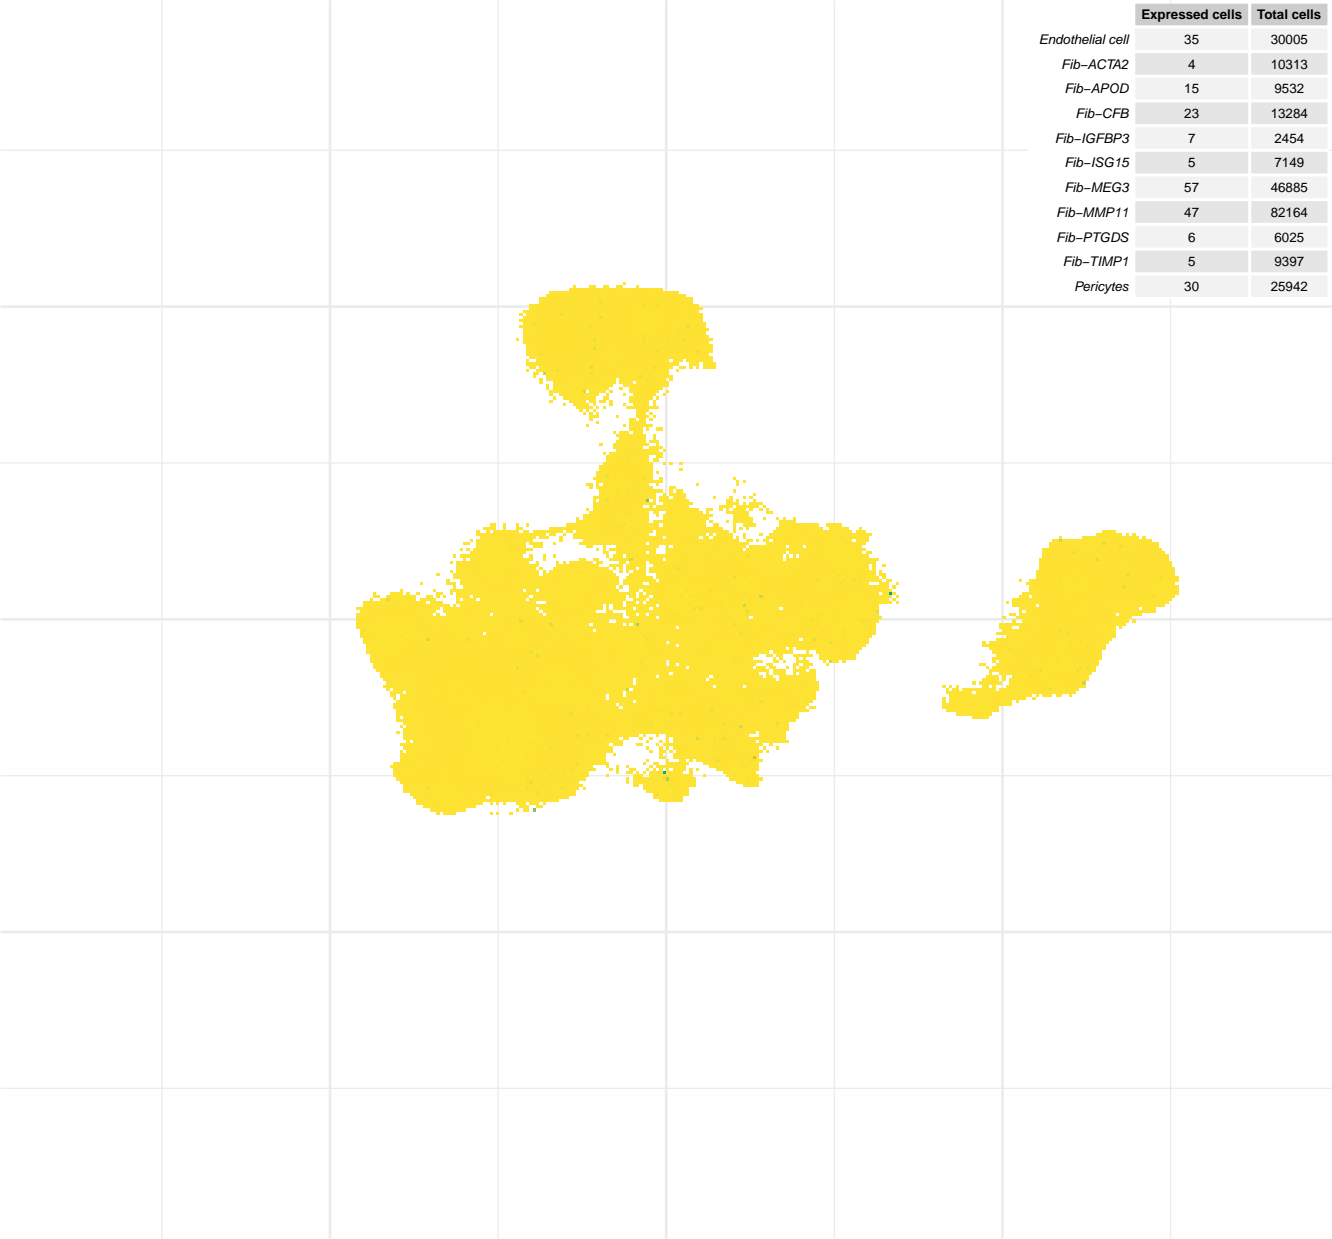 Expressed cells Total cells
Endothelial cell 35 30005
Fib−ACTA2 4 10313
Fib−APOD 15 9532
Fib−CFB 23 13284
Fib−IGFBP3 7 2454
Fib−ISG15 5 7149
Fib−MEG3 57 46885
Fib−MMP11 47 82164
Fib−PTGDS 6 6025
Fib−TIMP1 5 9397
Pericytes 30 25942